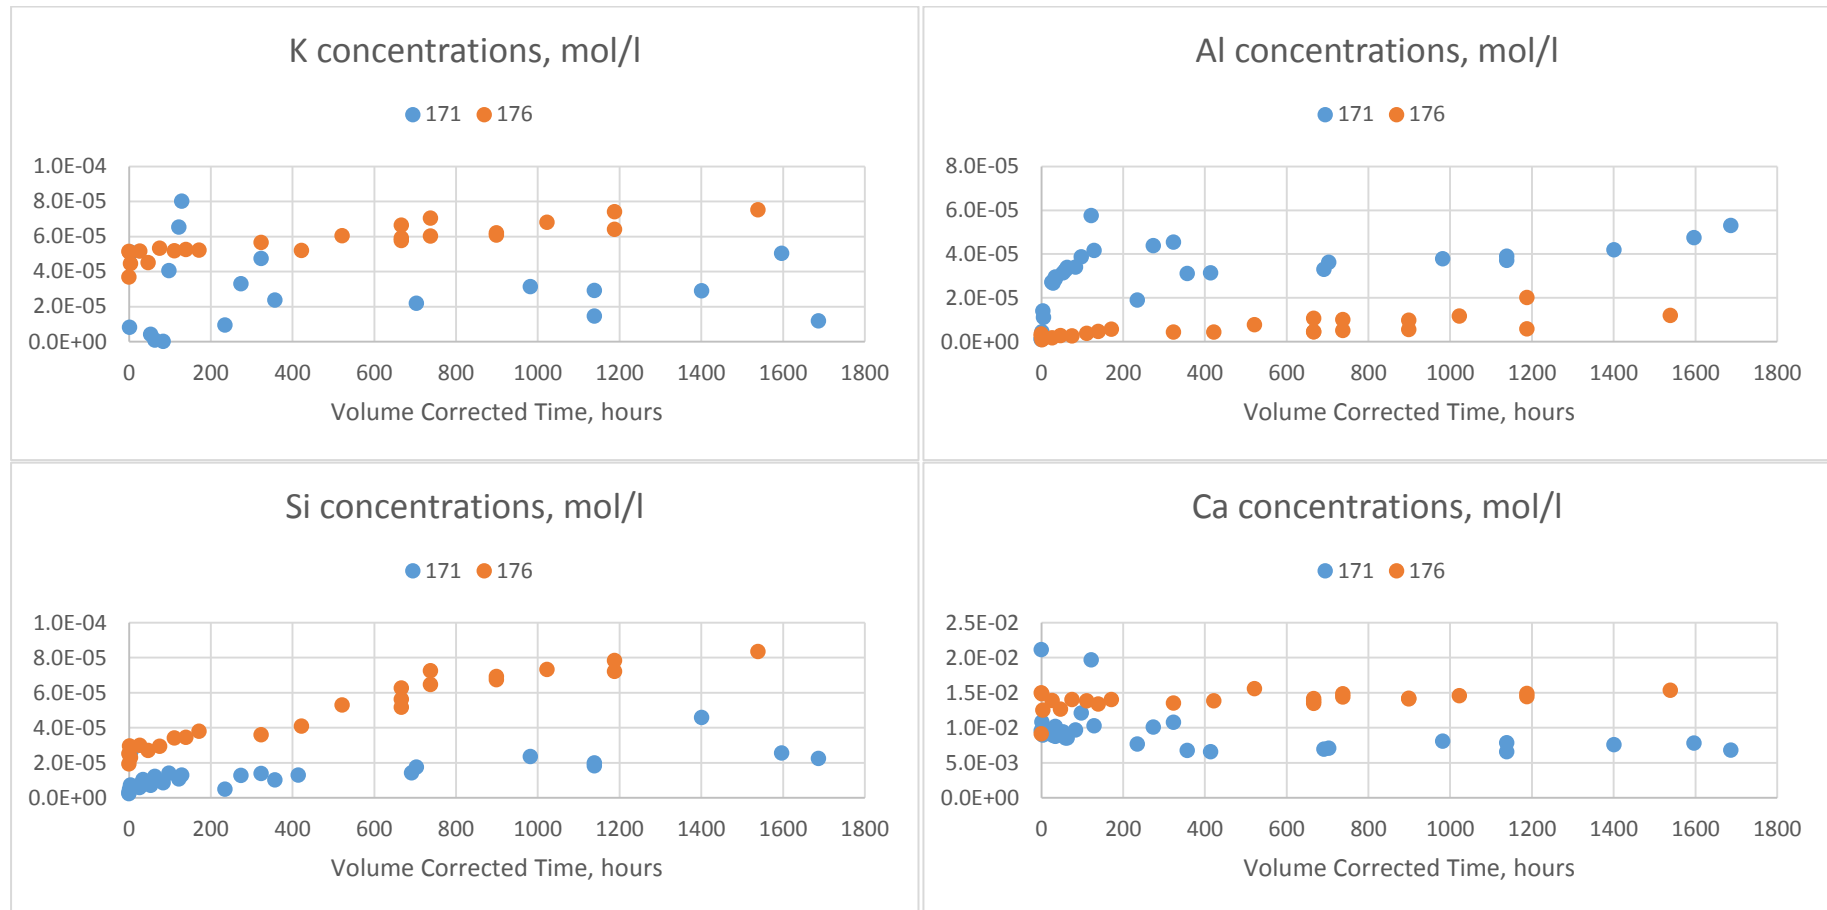 K concentrations, mol/l
171 176
1.0E-04
8.0E-05
6.0E-05
4.0E-05
2.0E-05
0.0E+00
0 200 400 600 800 1000 1200 1400 1600 1800
Volume Corrected Time, hours
Al concentrations, mol/l
171 176
8.0E-05
6.0E-05
4.0E-05
2.0E-05
0.0E+00
0 200 400 600 800 1000 1200 1400 1600 1800
Volume Corrected Time, hours
Si concentrations, mol/l
171 176
1.0E-04
8.0E-05
6.0E-05
4.0E-05
2.0E-05
0.0E+00
0 200 400 600 800 1000 1200 1400 1600 1800
Volume Corrected Time, hours
Ca concentrations, mol/l
171 176
2.5E-02
2.0E-02
1.5E-02
1.0E-02
5.0E-03
0.0E+00
0 200 400 600 800 1000 1200 1400 1600 1800
Volume Corrected Time, hours